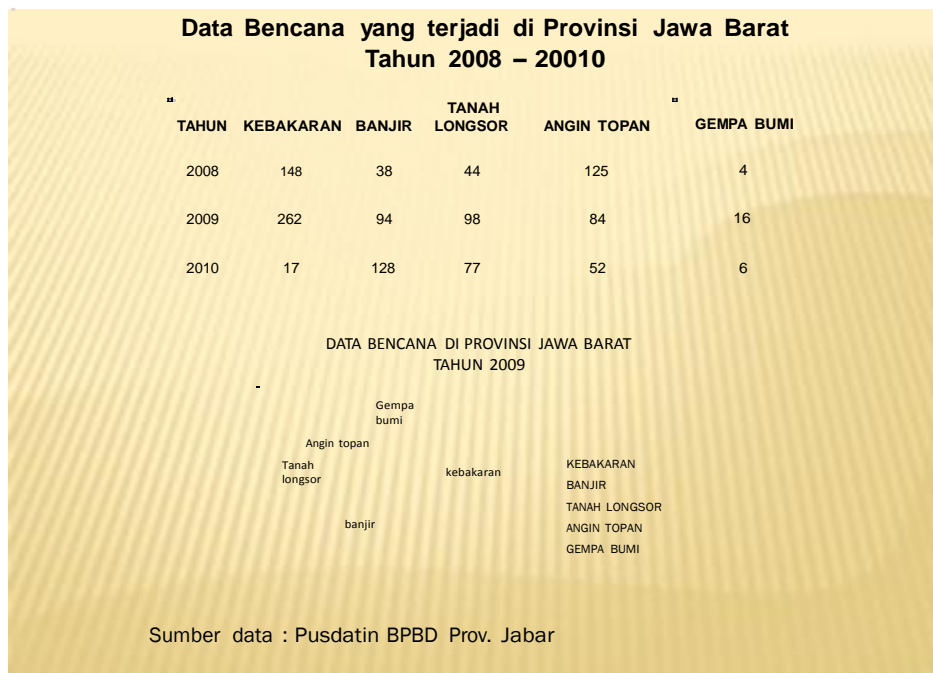 Data Bencana yang terjadi di Provinsi Jawa Barat
Tahun 2008 – 20010
TAHUN KEBAKARAN BANJIR TANAH LONGSOR ANGIN TOPAN GEMPA BUMI
2008 148 38 44 125 4
2009 262 94 98 84 16
2010 17 128 77 52 6
DATA BENCANA DI PROVINSI JAWA BARAT
TAHUN 2009
Gempa
bumi
Angin topan
Tanah
longsor
kebakaran
banjir
KEBAKARAN
BANJIR
TANAH LONGSOR
ANGIN TOPAN
GEMPA BUMI
Sumber data : Pusdatin BPBD Prov. Jabar